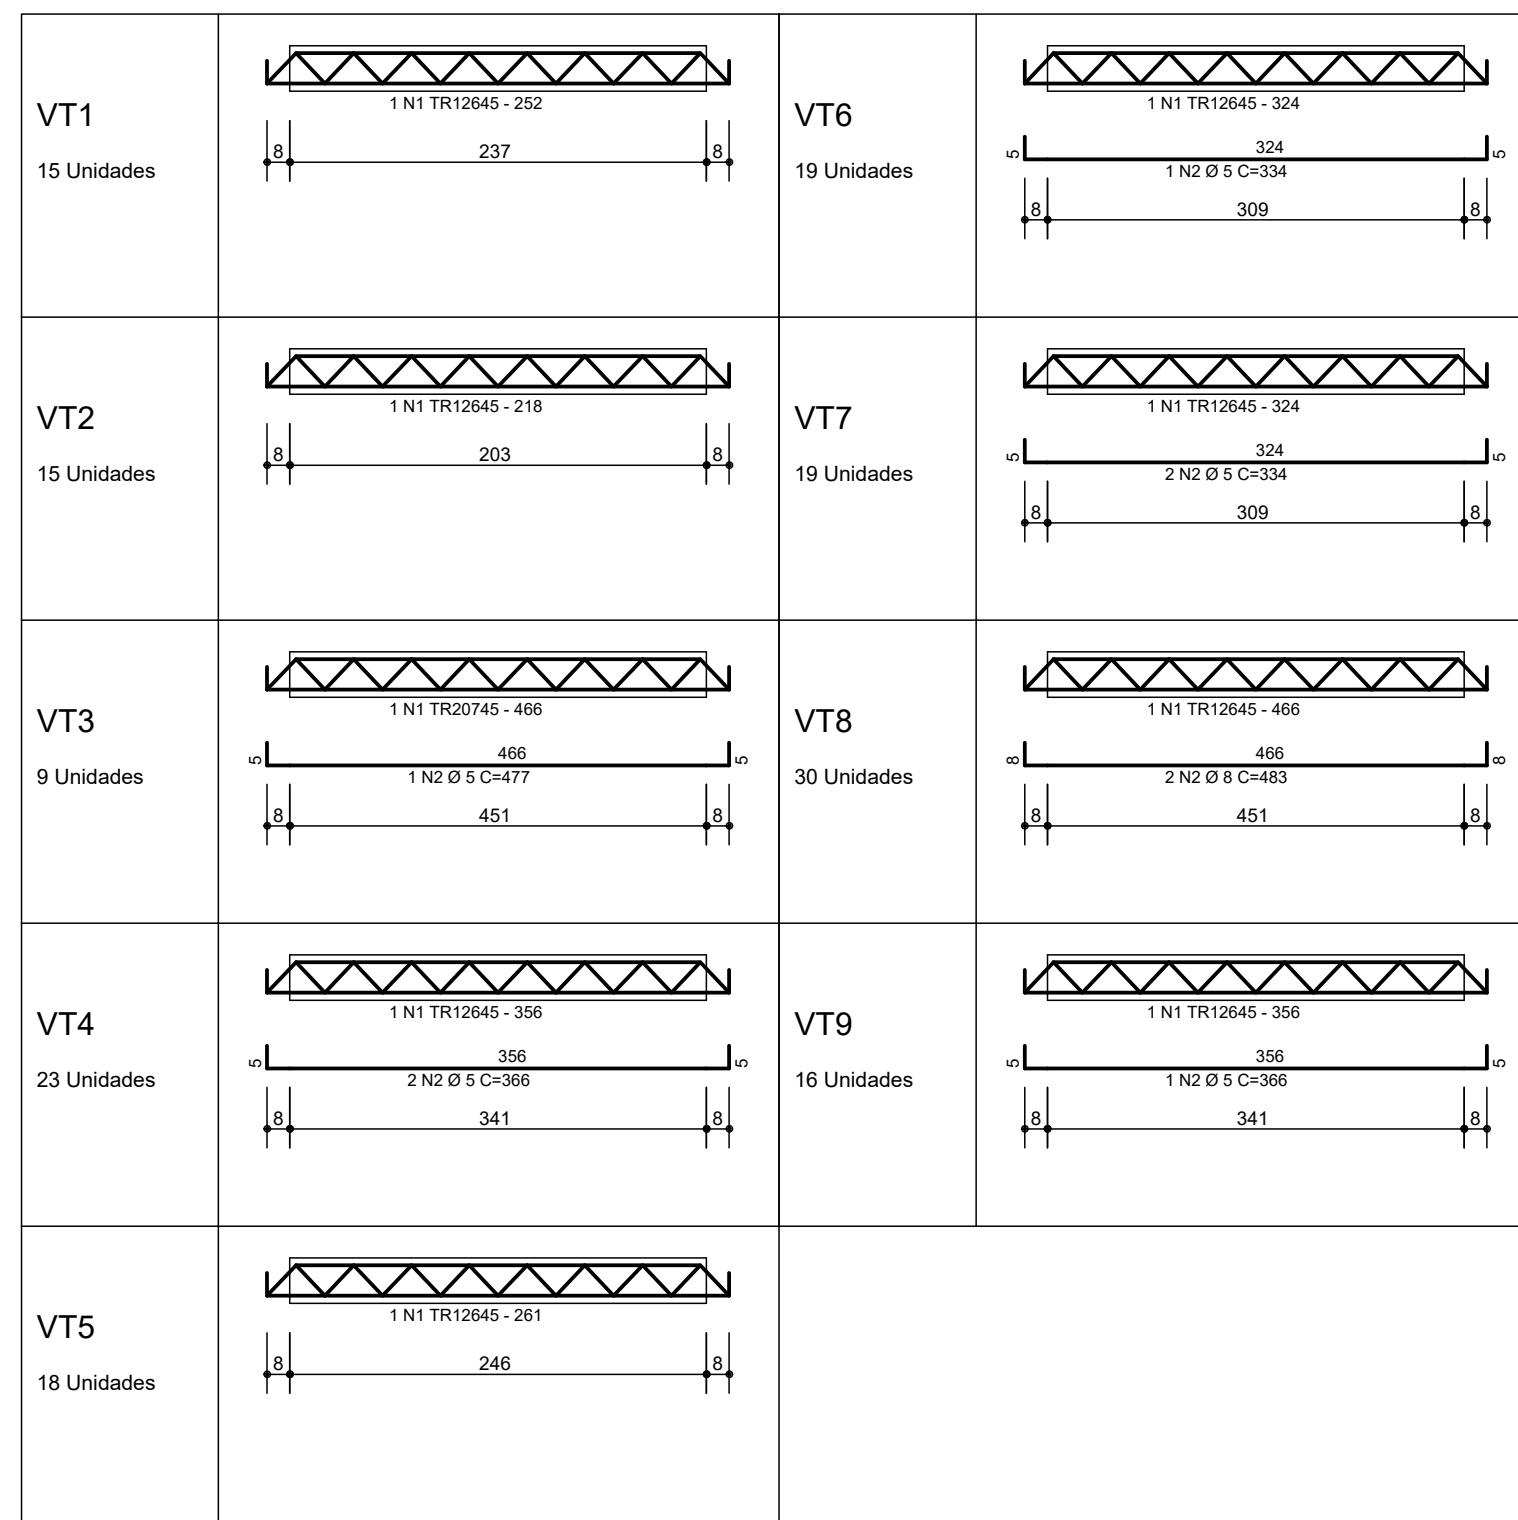 VT1
15 Unidades
1 N1 TR12645 - 252
8 237 8
VT6
19 Unidades
1 N1 TR12645 - 324
5 324 5
1 N2 Ø 5 C=334
8 309 8
VT2
15 Unidades
1 N1 TR12645 - 218
8 203 8
VT7
19 Unidades
1 N1 TR12645 - 324
5 324 5
2 N2 Ø 5 C=334
8 309 8
VT3
9 Unidades
1 N1 TR20745 - 466
5 466 5
1 N2 Ø 5 C=477
8 451 8
VT8
30 Unidades
1 N1 TR12645 - 466
8 466 8
2 N2 Ø 8 C=483
8 451 8
VT4
23 Unidades
1 N1 TR12645 - 356
5 356 5
2 N2 Ø 5 C=366
8 341 8
VT9
16 Unidades
1 N1 TR12645 - 356
5 356 5
1 N2 Ø 5 C=366
8 341 8
VT5
18 Unidades
1 N1 TR12645 - 261
8 246 8